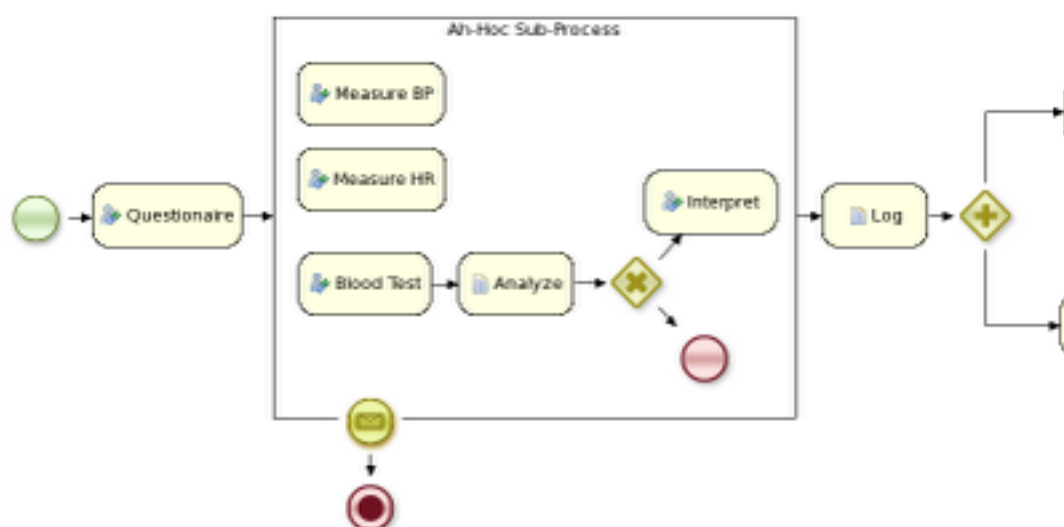 Ah-Hoc Sub-Process
Measure BP
Measure HR
Questionaire
Interpret
Log
Blood Test
Analyze